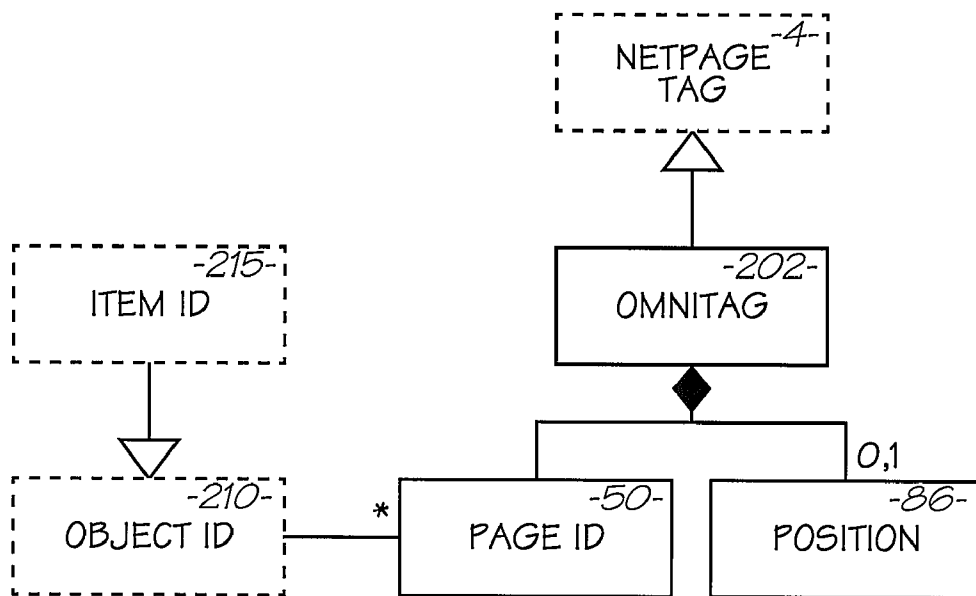 -4-
NETPAGE
TAG
-215-
ITEM ID
-202-
OMNITAG
0,1
-210-
OBJECT ID
*
-50-
PAGE ID
-86-
POSITION